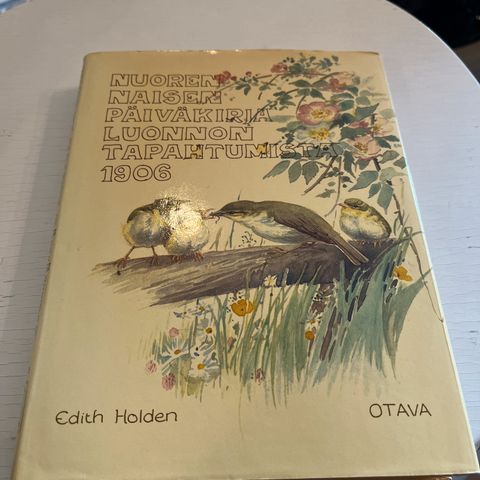 NUOREN
NAISEN
PÄIVÄKIRJA
LUONNON
TAPAHTUMISTA
1906
Edith Holden
OTAVA